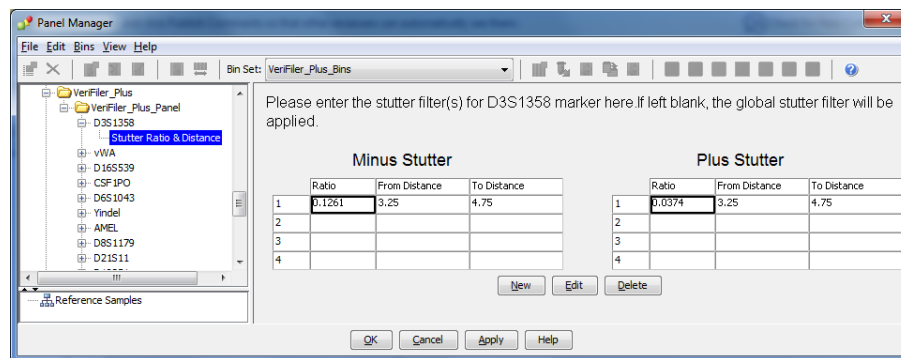 Panel Manager
File Edit Bins View Help
Bin Set: VeriFiler_Plus_Bins
VeriFiler_Plus
VeriFiler_Plus_Panel
D3S1358
Stutter Ratio & Distance
vWA
D16S539
CSF1PO
D6S1043
Yindel
AMEL
D8S1179
D21S11
Reference Samples
Please enter the stutter filter(s) for D3S1358 marker here.If left blank, the global stutter filter will be
applied.
Minus Stutter
Ratio From Distance To Distance
1 0.1261 3.25 4.75
2
3
4
Plus Stutter
Ratio From Distance To Distance
1 0.0374 3.25 4.75
2
3
4
New Edit Delete
OK Cancel Apply Help